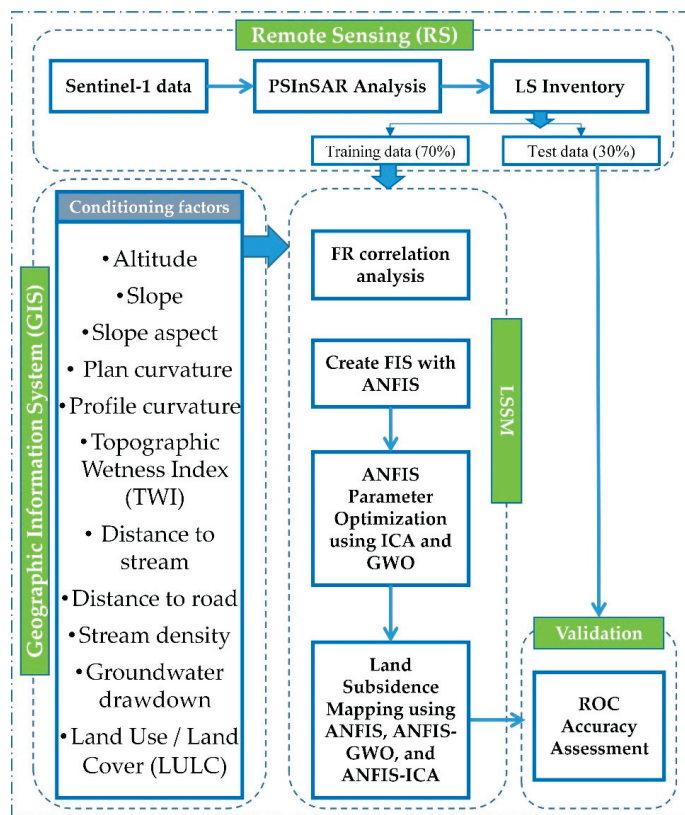 Remote Sensing (RS)
Sentinel-1 data
PSInSAR Analysis
LS Inventory
Training data (70%)
Test data (30%)
Geographic Information System (GIS)
Conditioning factors
•Altitude
•Slope
•Slope aspect
• Plan curvature
•Profile curvature
•Topographic
Wetness Index
(TWI)
•Distance to
stream
•Distance to road
•Stream density
•Groundwater
drawdown
•Land Use / Land
Cover (LULC)
FR correlation
analysis
Create FIS with
ANFIS
ANFIS
Parameter
Optimization
using ICA and
GWO
Land
Subsidence
Mapping using
ANFIS, ANFIS-
GWO, and
ANFIS-ICA
LSSM
Validation
ROC
Accuracy
Assessment